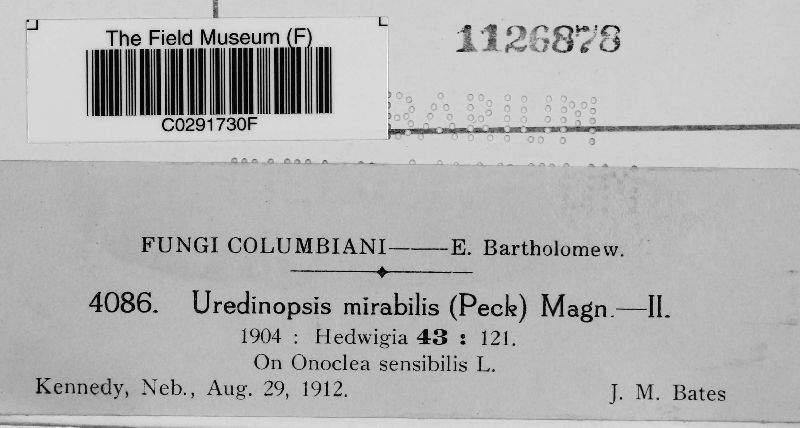 The Field Museum (F)
C0291730F
1126878
FUNGI COLUMBIANI——E. Bartholomew.
4086. Uredinopsis mirabilis (Peck) Magn.—II.
1904 : Hedwigia 43 : 121.
On Onoclea sensibilis L.
Kennedy, Neb., Aug. 29, 1912. J. M. Bates